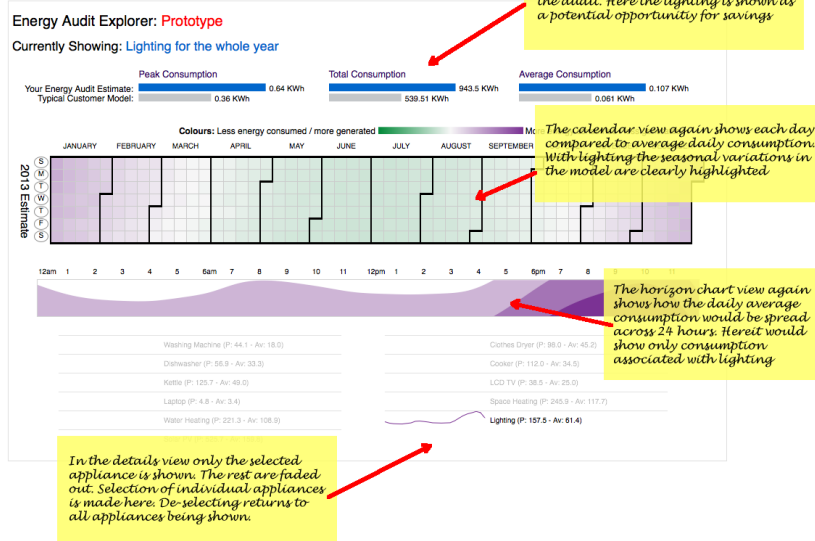 the audit. Here the lighting is shown as
a potential opportunitiy for savings
Energy Audit Explorer: Prototype
Currently Showing: Lighting for the whole year
Peak Consumption
Total Consumption
Average Consumption
Your Energy Audit Estimate: 0.64 KWh 943.5 KWh 0.107 KWh
Typical Customer Model: 0.36 KWh 539.51 KWh 0.061 KWh
Colours: Less energy consumed / more generated
More
The calendar view again shows each day
compared to average daily consumption.
With lighting the seasonal variations in
the model are clearly highlighted
JANUARY FEBRUARY MARCH APRIL MAY JUNE JULY AUGUST SEPTEMBER
2013 Estimate
S
M
T
W
T
F
S
12am 1 2 3 4 5 6am 7 8 9 10 11 12pm 1 2 3 4 5 6pm 7 8 9 10 11
The horizon chart view again
shows how the daily average
consumption would be spread
across 24 hours. Hereit would
show only consumption
associated with lighting
Washing Machine (P: 44.1 - Av: 18.0)
Dishwasher (P: 56.9 - Av: 33.3)
Kettle (P: 125.7 - Av: 49.0)
Laptop (P: 4.8 - Av: 3.4)
Water Heating (P: 221.3 - Av: 108.9)
Clothes Dryer (P: 98.0 - Av: 45.2)
Cooker (P: 112.0 - Av: 34.5)
LCD TV (P: 38.5 - Av: 25.0)
Space Heating (P: 245.9 - Av: 117.7)
Lighting (P: 157.5 - Av: 61.4)
In the details view only the selected
appliance is shown. The rest are faded
out. Selection of individual appliances
is made here. De-selecting returns to
all appliances being shown.